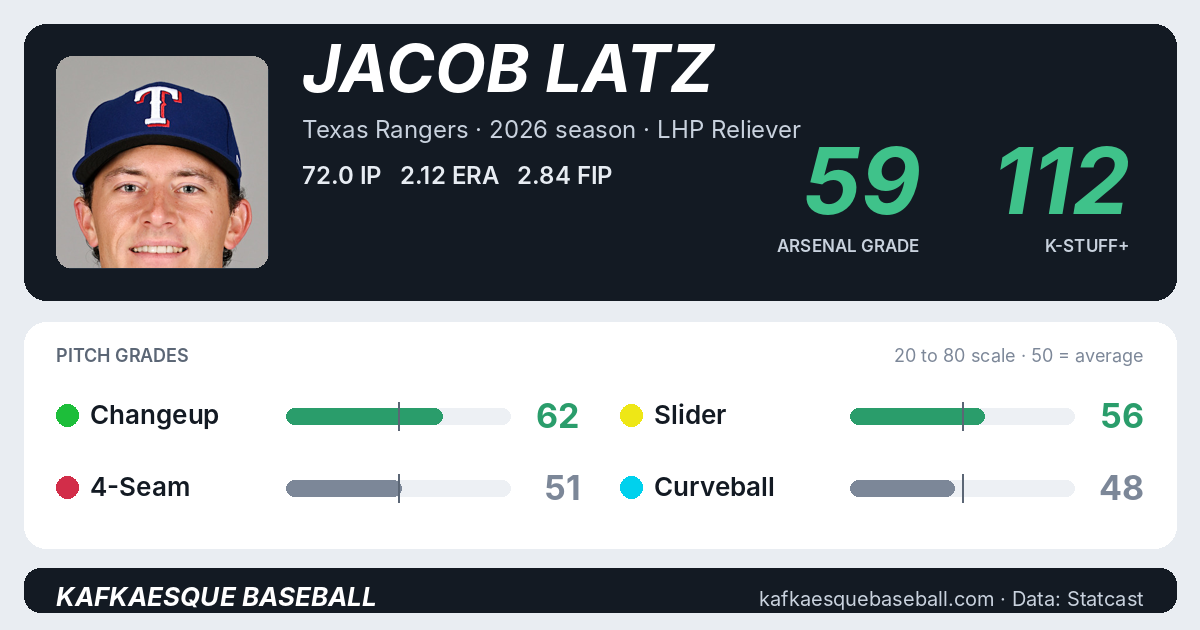 JACOB LATZ
Texas Rangers · 2026 season · LHP Reliever
72.0 IP 2.12 ERA 2.84 FIP
59 112
ARSENAL GRADE K-STUFF+
PITCH GRADES 20 to 80 scale · 50 = average
Changeup 62 Slider 56
4-Seam 51 Curveball 48
KAFKAESQUE BASEBALL kafkaesquebaseball.com · Data: Statcast
T